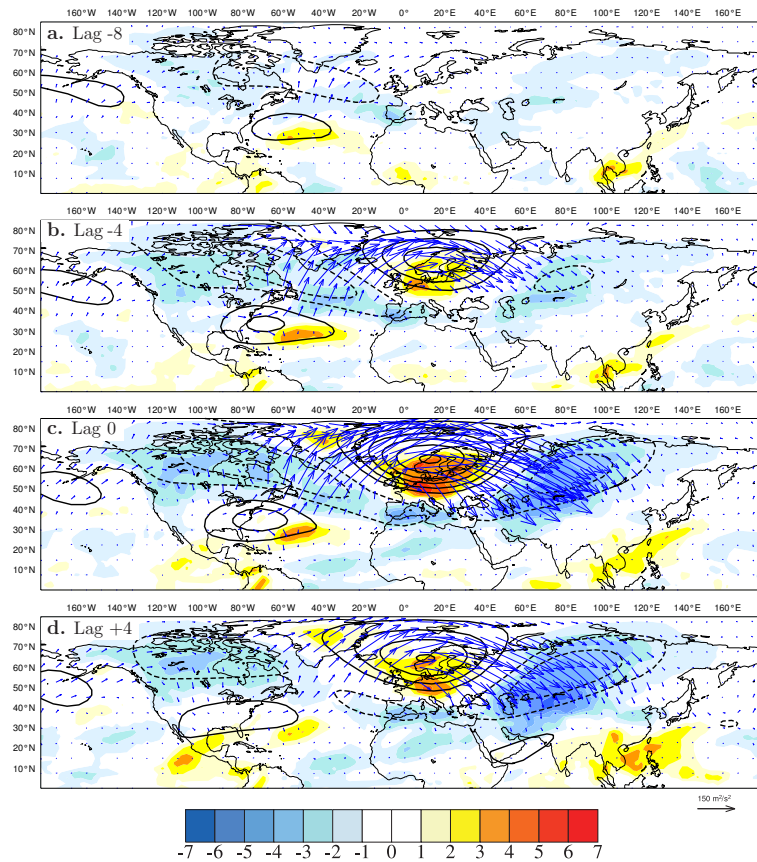 160°W 140°W 120°W 100°W 80°W 60°W 40°W 20°W 0° 20°E 40°E 60°E 80°E 100°E 120°E 140°E 160°E
a. Lag -8
80°N
70°N
60°N
50°N
40°N
30°N
20°N
10°N
160°W 140°W 120°W 100°W 80°W 60°W 40°W 20°W 0° 20°E 40°E 60°E 80°E 100°E 120°E 140°E 160°E
b. Lag -4
80°N
70°N
60°N
50°N
40°N
30°N
20°N
10°N
160°W 140°W 120°W 100°W 80°W 60°W 40°W 20°W 0° 20°E 40°E 60°E 80°E 100°E 120°E 140°E 160°E
c. Lag 0
80°N
70°N
60°N
50°N
40°N
30°N
20°N
10°N
160°W 140°W 120°W 100°W 80°W 60°W 40°W 20°W 0° 20°E 40°E 60°E 80°E 100°E 120°E 140°E 160°E
d. Lag +4
80°N
70°N
60°N
50°N
40°N
30°N
20°N
10°N
150 m²/s²
-7 -6 -5 -4 -3 -2 -1 0 1 2 3 4 5 6 7